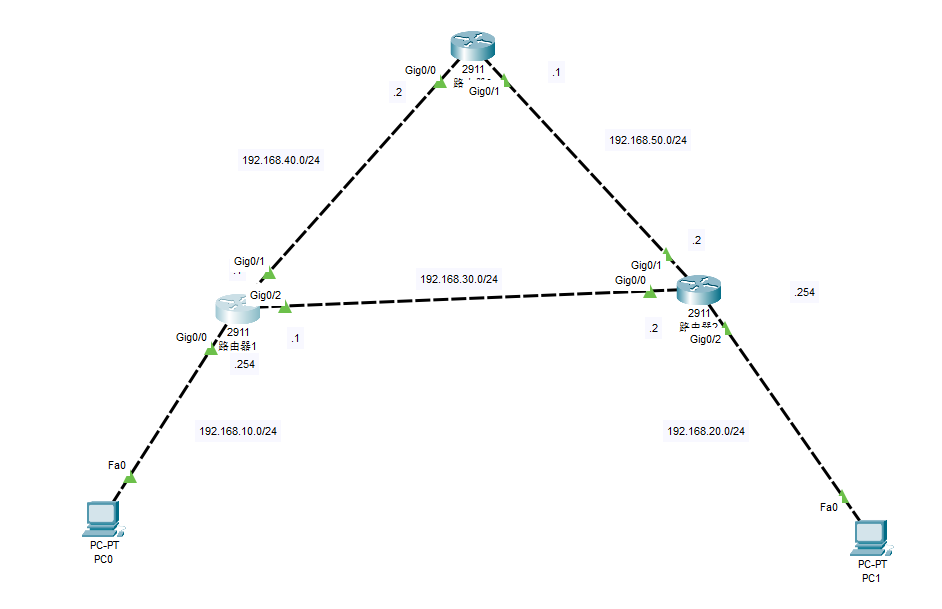 2911
路
Gig0/0
Gig0/1
.2
.1
192.168.40.0/24
192.168.50.0/24
.2
Gig0/1
Gig0/1
Gig0/0
Gig0/2
192.168.30.0/24
.254
2911
路由器1
Gig0/0
.254
.1
.2
2911
路由器2
Gig0/2
192.168.10.0/24
192.168.20.0/24
Fa0
Fa0
PC-PT
PC0
PC-PT
PC1